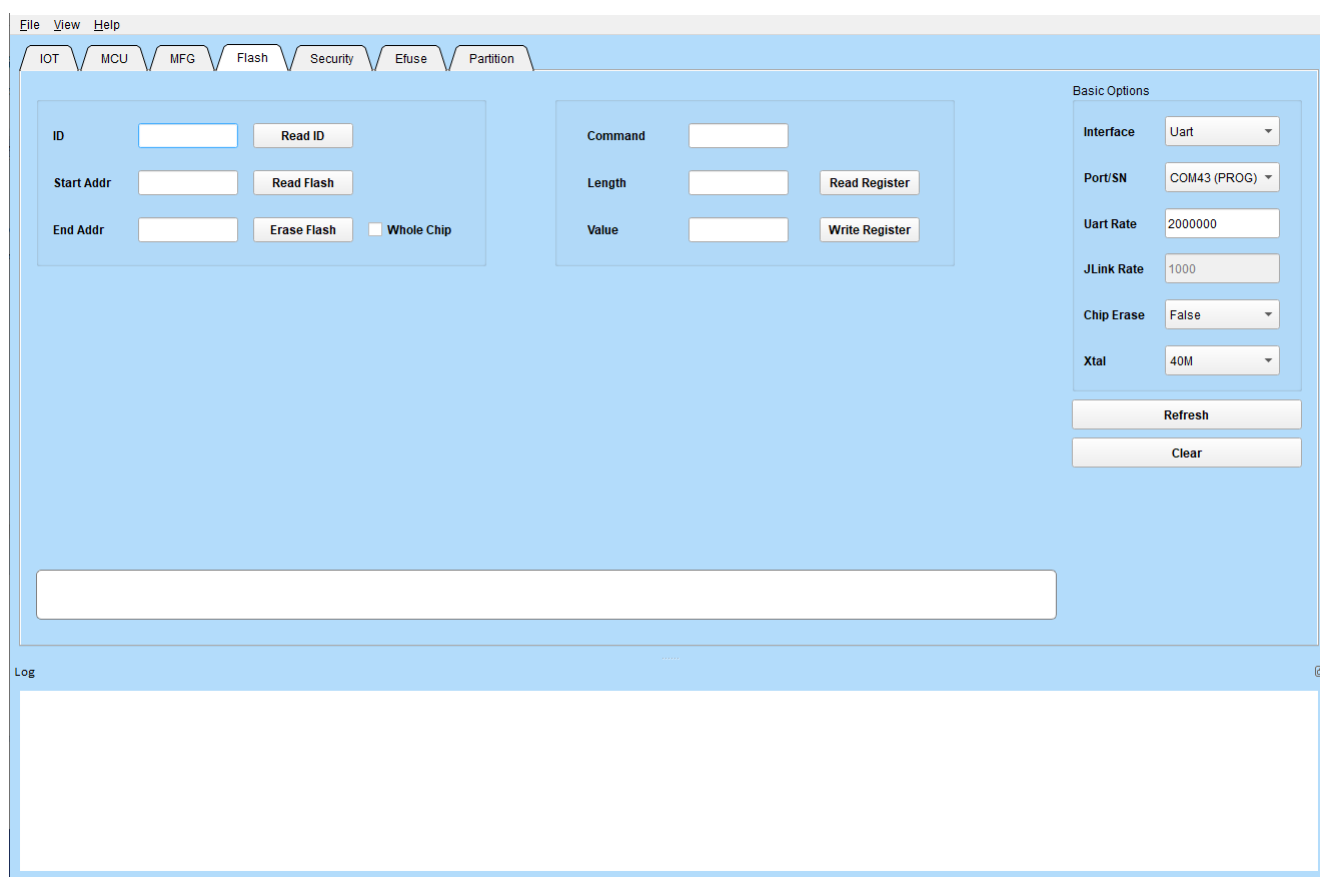 File View Help
IOT MCU MFG Flash Security Efuse Partition
Basic Options
ID Read ID Command Interface Uart
Start Addr Read Flash Length Read Register Port/SN COM43 (PROG)
End Addr Erase Flash Whole Chip Value Write Register Uart Rate 2000000
JLink Rate 1000
Chip Erase False
Xtal 40M
Refresh
Clear
Log